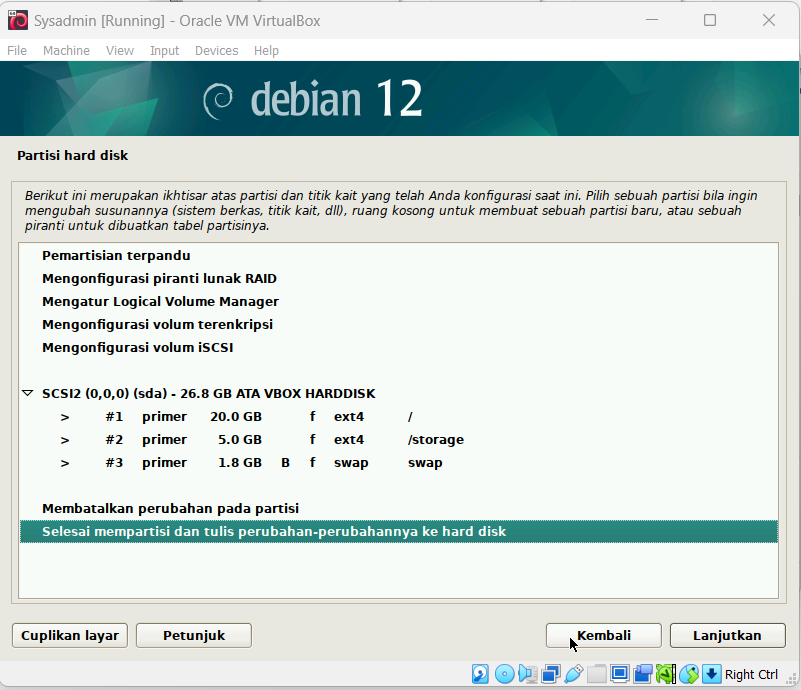 Sysadmin [Running] - Oracle VM VirtualBox
File Machine View Input Devices Help
debian 12
Partisi hard disk
Berikut ini merupakan ikhtisar atas partisi dan titik kait yang telah Anda konfigurasi saat ini. Pilih sebuah partisi bila ingin
mengubah susunannya (sistem berkas, titik kait, dll), ruang kosong untuk membuat sebuah partisi baru, atau sebuah
piranti untuk dibuatkan tabel partisinya.
Pemartisian terpandu
Mengonfigurasi piranti lunak RAID
Mengatur Logical Volume Manager
Mengonfigurasi volum terenkripsi
Mengonfigurasi volum iSCSI
SCSI2 (0,0,0) (sda) - 26.8 GB ATA VBOX HARDDISK
> #1 primer 20.0 GB f ext4 /
> #2 primer 5.0 GB f ext4 /storage
> #3 primer 1.8 GB B f swap swap
Membatalkan perubahan pada partisi
Selesai mempartisi dan tulis perubahan-perubahannya ke hard disk
Cuplikan layar Petunjuk Kembali Lanjutkan
Right Ctrl